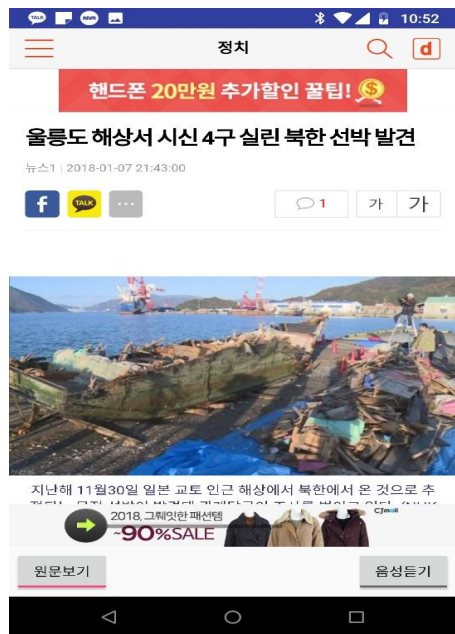 TALK TALK 10:52
정치
d
핸드폰 20만원 추가할인 꿀팁! $
울릉도 해상서 시신 4구 실린 북한 선박 발견
뉴스1 | 2018-01-07 21:43:00
f TALK ... 1 가 가
지난해 11월30일 일본 교토 인근 해상에서 북한에서 온 것으로 추
2018, 그뤠잇한 패션템 CJmall
~90%SALE
원문보기 음성듣기